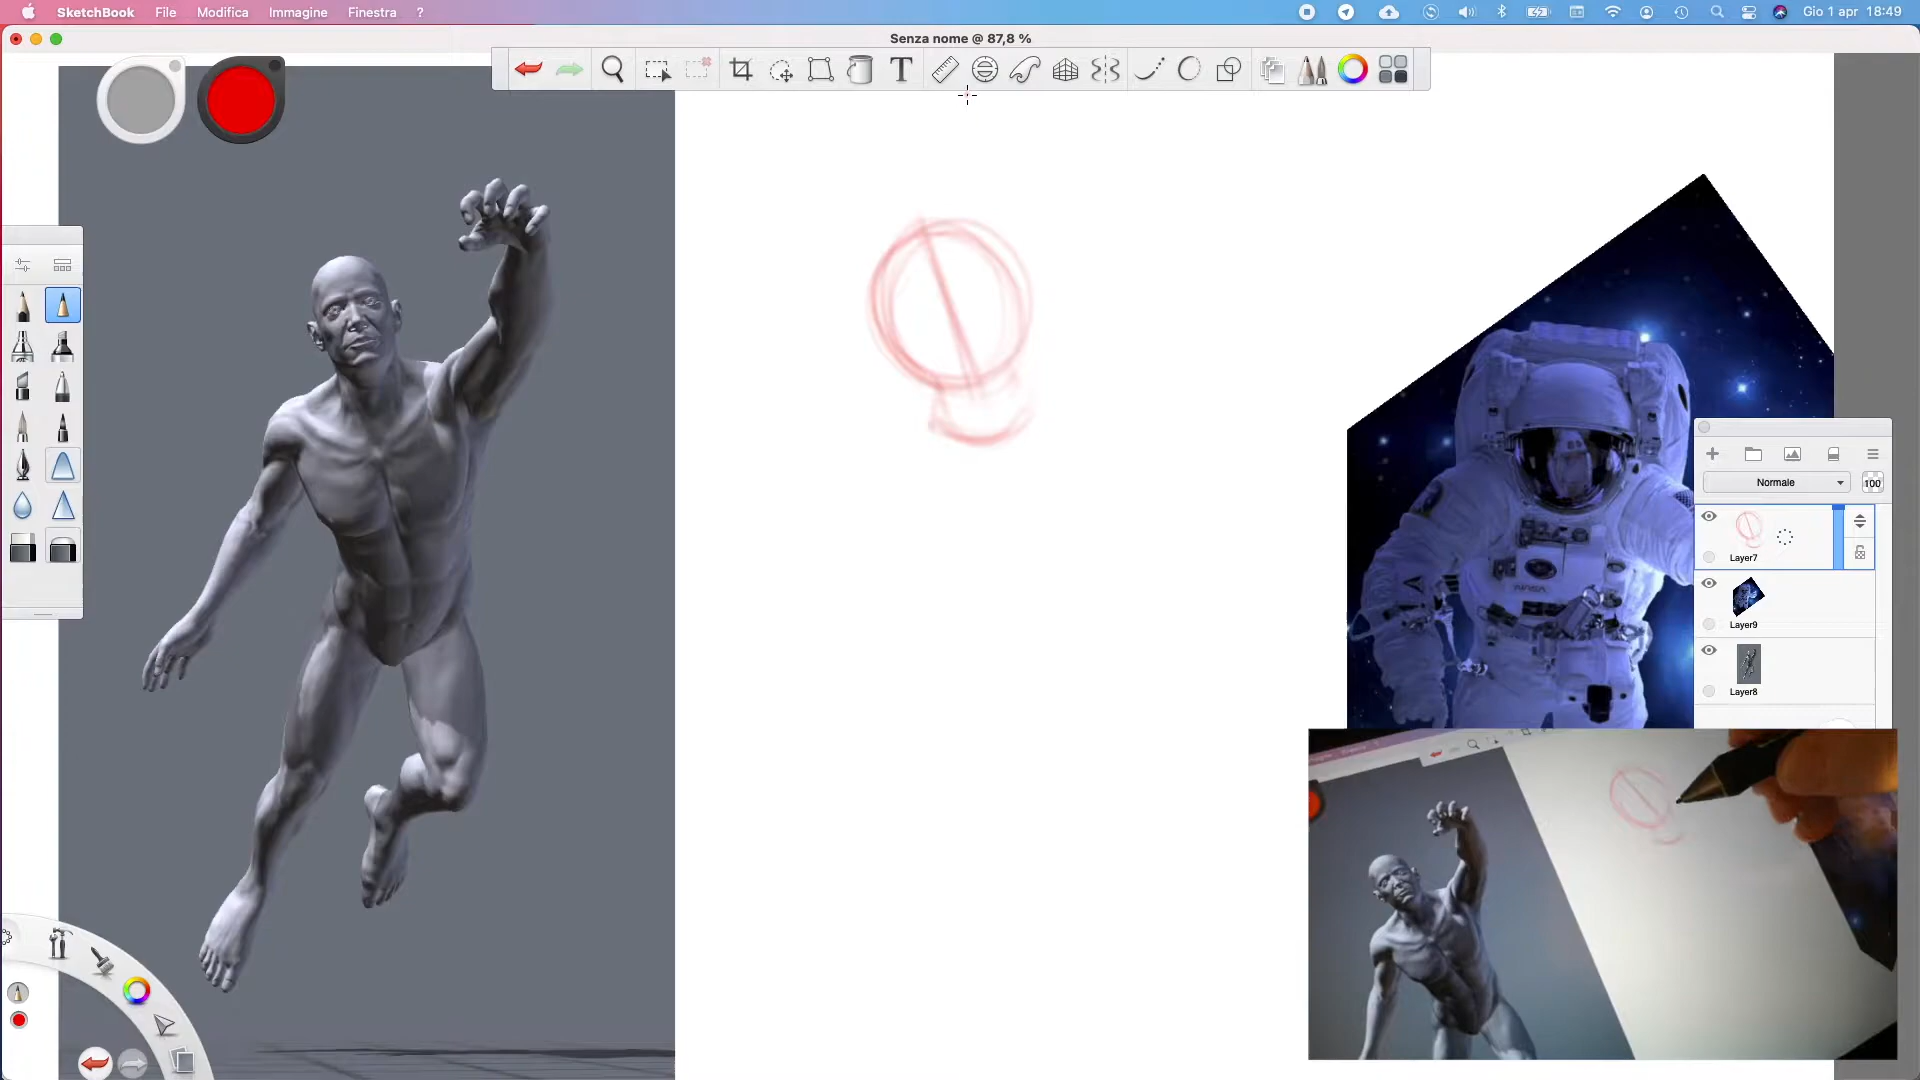 SketchBook File Modifica Immagine Finestra ? Gio 1 apr 18:49
Senza nome @ 87,8 %
T
Normale 100
Layer7
Layer9
Layer8
NASA